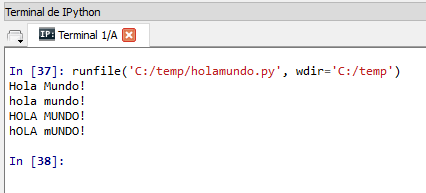 Terminal de IPython
IP: Terminal 1/A
In [37]: runfile('C:/temp/holamundo.py', wdir='C:/temp')
Hola Mundo!
hola mundo!
HOLA MUNDO!
hOLA mUNDO!
In [38]: